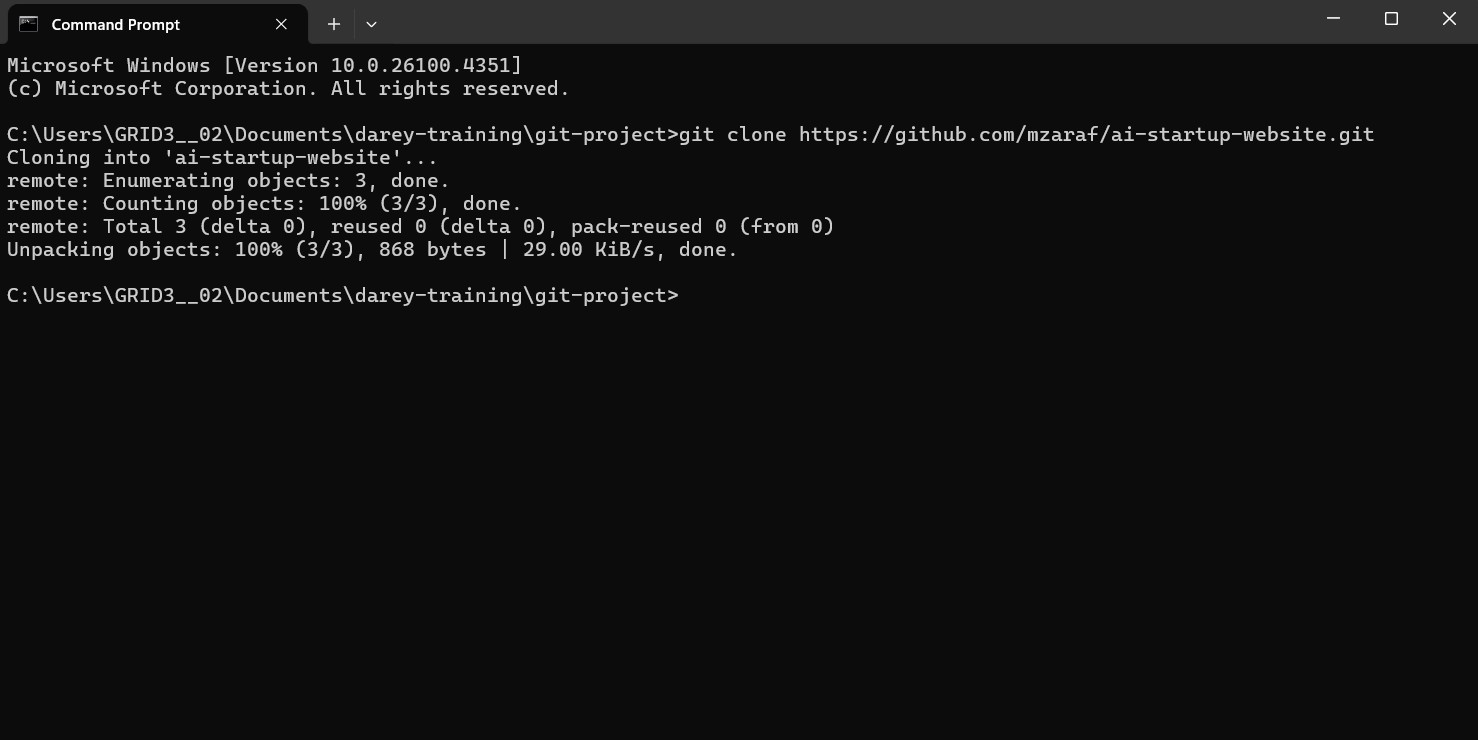 Command Prompt
Microsoft Windows [Version 10.0.26100.4351]
(c) Microsoft Corporation. All rights reserved.
C:\Users\GRID3__02\Documents\darey-training\git-project>git clone https://github.com/mzaraf/ai-startup-website.git
Cloning into 'ai-startup-website'...
remote: Enumerating objects: 3, done.
remote: Counting objects: 100% (3/3), done.
remote: Total 3 (delta 0), reused 0 (delta 0), pack-reused 0 (from 0)
Unpacking objects: 100% (3/3), 868 bytes | 29.00 KiB/s, done.
C:\Users\GRID3__02\Documents\darey-training\git-project>